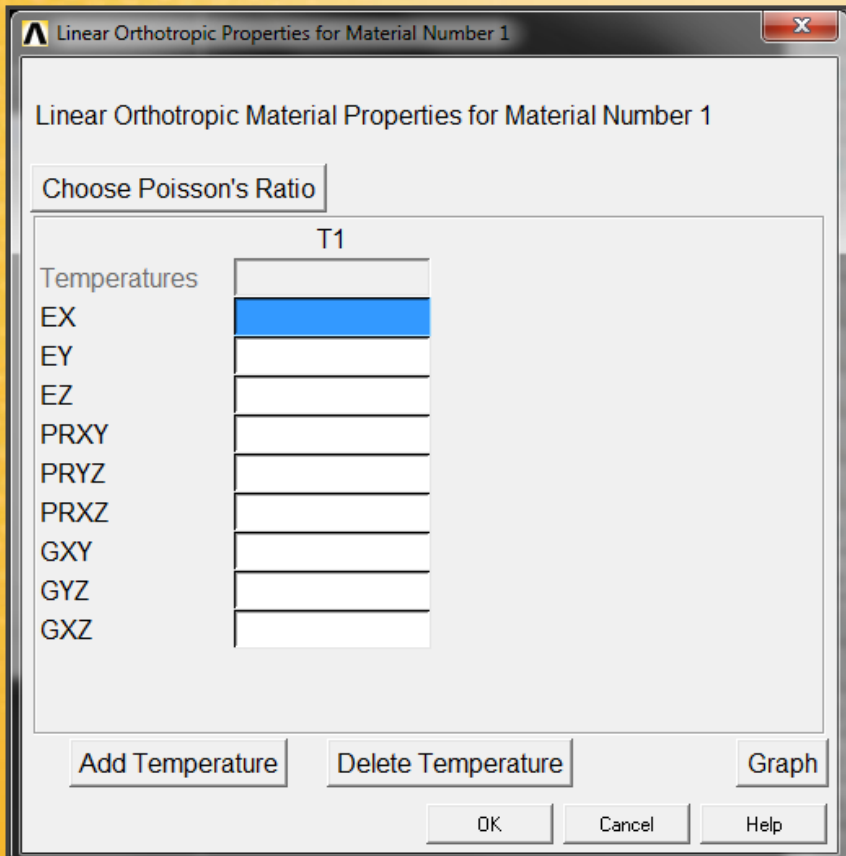 Linear Orthotropic Properties for Material Number 1
Linear Orthotropic Material Properties for Material Number 1
Choose Poisson's Ratio
T1
Temperatures
EX
EY
EZ
PRXY
PRYZ
PRXZ
GXY
GYZ
GXZ
Add Temperature Delete Temperature Graph
OK Cancel Help